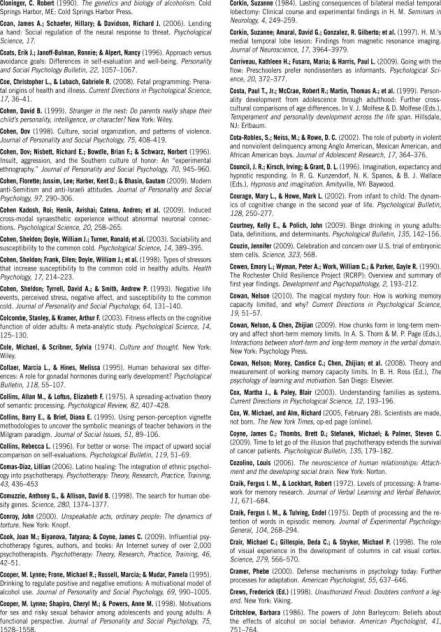 Cloninger, C. Robert (1990). The genetics and biology of alcoholism. Cold
Springs Harbor, ME: Cold Springs Harbor Press.
Coan, James A.; Schaefer, Hillary; & Davidson, Richard J. (2006). Lending
a hand: Social regulation of the neural response to threat. Psychological
Science, 17.
Coats, Erik J.; Janoff-Bulman, Ronnie; & Alpert, Nancy (1996). Approach versus
avoidance goals: Differences in self-evaluation and well-being. Personality
and Social Psychology Bulletin, 22, 1057–1067.
Coe, Christopher L., & Lubach, Gabriele R. (2008). Fetal programming: Prena-
tal origins of health and illness. Current Directions in Psychological Science,
17, 36–41.
Cohen, David B. (1999). Stranger in the nest: Do parents really shape their
child's personality, intelligence, or character? New York: Wiley.
Cohen, Dov (1998). Culture, social organization, and patterns of violence.
Journal of Personality and Social Psychology, 75, 408–419.
Cohen, Dov; Nisbett, Richard E.; Bowdle, Brian F.; & Schwarz, Norbert (1996).
Insult, aggression, and the Southern culture of honor: An "experimental
ethnography." Journal of Personality and Social Psychology, 70, 945–960.
Cohen, Florette; Jussim, Lee; Harber, Kent D.; & Bhasin, Gautam (2009). Modern
anti-Semitism and anti-Israeli attitudes. Journal of Personality and Social
Psychology, 97, 290–306.
Cohen Kadosh, Roi; Henik, Avishai; Catena, Andres; et al. (2009). Induced
cross-modal synaesthetic experience without abnormal neuronal connec-
tions. Psychological Science, 20, 258–265.
Cohen, Sheldon; Doyle, William J.; Turner, Ronald; et al. (2003). Sociability and
susceptibility to the common cold. Psychological Science, 14, 389–395.
Cohen, Sheldon; Frank, Ellen; Doyle, William J.; et al. (1998). Types of stressors
that increase susceptibility to the common cold in healthy adults. Health
Psychology, 17, 214–223.
Cohen, Sheldon; Tyrrell, David A.; & Smith, Andrew P. (1993). Negative life
events, perceived stress, negative affect, and susceptibility to the common
cold. Journal of Personality and Social Psychology, 64, 131–140.
Colcombe, Stanley, & Kramer, Arthur F. (2003). Fitness effects on the cognitive
function of older adults: A meta-analytic study. Psychological Science, 14,
125–130.
Cole, Michael, & Scribner, Sylvia (1974). Culture and thought. New York:
Wiley.
Collaer, Marcia L., & Hines, Melissa (1995). Human behavioral sex differ-
ences: A role for gonadal hormones during early development? Psychological
Bulletin, 118, 55–107.
Collins, Allan M., & Loftus, Elizabeth F. (1975). A spreading-activation theory
of semantic processing. Psychological Review, 82, 407–428.
Collins, Barry E., & Brief, Diana E. (1995). Using person-perception vignette
methodologies to uncover the symbolic meanings of teacher behaviors in the
Milgram paradigm. Journal of Social Issues, 51, 89–106.
Collins, Rebecca L. (1996). For better or worse: The impact of upward social
comparison on self-evaluations. Psychological Bulletin, 119, 51–69.
Comas-Díaz, Lillian (2006). Latino healing: The integration of ethnic psychol-
ogy into psychotherapy. Psychotherapy: Theory, Research, Practice, Training,
43, 436–453
Comuzzie, Anthony G., & Allison, David B. (1998). The search for human obe-
sity genes. Science, 280, 1374–1377.
Conroy, John (2000). Unspeakable acts, ordinary people: The dynamics of
torture. New York: Knopf.
Cook, Joan M.; Biyanova, Tatyana; & Coyne, James C. (2009). Influential psy-
chotherapy figures, authors, and books: An Internet survey of over 2,000
psychotherapists. Psychotherapy: Theory, Research, Practice, Training, 46,
42–51.
Cooper, M. Lynne; Frone, Michael R.; Russell, Marcia; & Mudar, Pamela (1995).
Drinking to regulate positive and negative emotions: A motivational model of
alcohol use. Journal of Personality and Social Psychology, 69, 990–1005.
Cooper, M. Lynne; Shapiro, Cheryl M.; & Powers, Anne M. (1998). Motivations
for sex and risky sexual behavior among adolescents and young adults: A
functional perspective. Journal of Personality and Social Psychology, 75,
1528–1558.
Corkin, Suzanne (1984). Lasting consequences of bilateral medial temporal
lobectomy: Clinical course and experimental findings in H. M. Seminars in
Neurology, 4, 249–259.
Corkin, Suzanne; Amaral, David G.; Gonzalez, R. Gilberto; et al. (1997). H. M.'s
medial temporal lobe lesion: Findings from magnetic resonance imaging.
Journal of Neuroscience, 17, 3964–3979.
Corriveau, Kathleen H.; Fusaro, Maria; & Harris, Paul L. (2009). Going with the
flow: Preschoolers prefer nondissenters as informants. Psychological Sci-
ence, 20, 372–377.
Costa, Paul T., Jr.; McCrae, Robert R.; Martin, Thomas A.; et al. (1999). Person-
ality development from adolescence through adulthood: Further cross-
cultural comparisons of age differences. In V. J. Molfese & D. Molfese (Eds.),
Temperament and personality development across the life span. Hillsdale,
NJ: Erlbaum.
Cota-Robles, S.; Neiss, M.; & Rowe, D. C. (2002). The role of puberty in violent
and nonviolent delinquency among Anglo American, Mexican American, and
African American boys. Journal of Adolescent Research, 17, 364–376.
Council, J. R.; Kirsch, Irving; & Grant, D. L. (1996). Imagination, expectancy and
hypnotic responding. In R. G. Kunzendorf, N. K. Spanos, & B. J. Wallace
(Eds.), Hypnosis and imagination. Amityville, NY: Baywood.
Courage, Mary L., & Howe, Mark L. (2002). From infant to child: The dynam-
ics of cognitive change in the second year of life. Psychological Bulletin,
128, 250–277.
Courtney, Kelly E., & Polich, John (2009). Binge drinking in young adults:
Data, definitions, and determinants. Psychological Bulletin, 135, 142–156.
Couzin, Jennifer (2009). Celebration and concern over U.S. trial of embryonic
stem cells. Science, 323, 568.
Cowen, Emory L.; Wyman, Peter A.; Work, William C.; & Parker, Gayle R. (1990).
The Rochester Child Resilience Project (RCRP): Overview and summary of
first year findings. Development and Psychopathology, 2, 193–212.
Cowan, Nelson (2010). The magical mystery four: How is working memory
capacity limited, and why? Current Directions in Psychological Science,
19, 51–57.
Cowan, Nelson, & Chen, Zhijian (2009). How chunks form in long-term mem-
ory and affect short-term memory limits. In A. S. Thorn & M. P. Page (Eds.),
Interactions between short-term and long-term memory in the verbal domain.
New York: Psychology Press.
Cowan, Nelson; Morey, Candice C.; Chen, Zhijian; et al. (2008). Theory and
measurement of working memory capacity limits. In B. H. Ross (Ed.), The
psychology of learning and motivation. San Diego: Elsevier.
Cox, Martha J., & Paley, Blair (2003). Understanding families as systems.
Current Directions in Psychological Science, 12, 193–196.
Cox, W. Michael, and Alm, Richard (2005, February 28). Scientists are made,
not born. The New York Times, op-ed page (online).
Coyne, James C.; Thombs, Brett D.; Stefanek, Michael; & Palmer, Steven C.
(2009). Time to let go of the illusion that psychotherapy extends the survival
of cancer patients. Psychological Bulletin, 135, 179–182.
Cozolino, Louis (2006). The neuroscience of human relationships: Attach-
ment and the developing social brain. New York: Norton.
Craik, Fergus I. M., & Lockhart, Robert (1972). Levels of processing: A frame-
work for memory research. Journal of Verbal Learning and Verbal Behavior,
11, 671–684.
Craik, Fergus I. M., & Tulving, Endel (1975). Depth of processing and the re-
tention of words in episodic memory. Journal of Experimental Psychology:
General, 104, 268–294.
Crair, Michael C.; Gillespie, Deda C.; & Stryker, Michael P. (1998). The role
of visual experience in the development of columns in cat visual cortex.
Science, 279, 566–570.
Cramer, Phebe (2000). Defense mechanisms in psychology today: Further
processes for adaptation. American Psychologist, 55, 637–646.
Crews, Frederick (Ed.) (1998). Unauthorized Freud: Doubters confront a leg-
end. New York: Viking.
Critchlow, Barbara (1986). The powers of John Barleycorn: Beliefs about
the effects of alcohol on social behavior. American Psychologist, 41,
751–764.